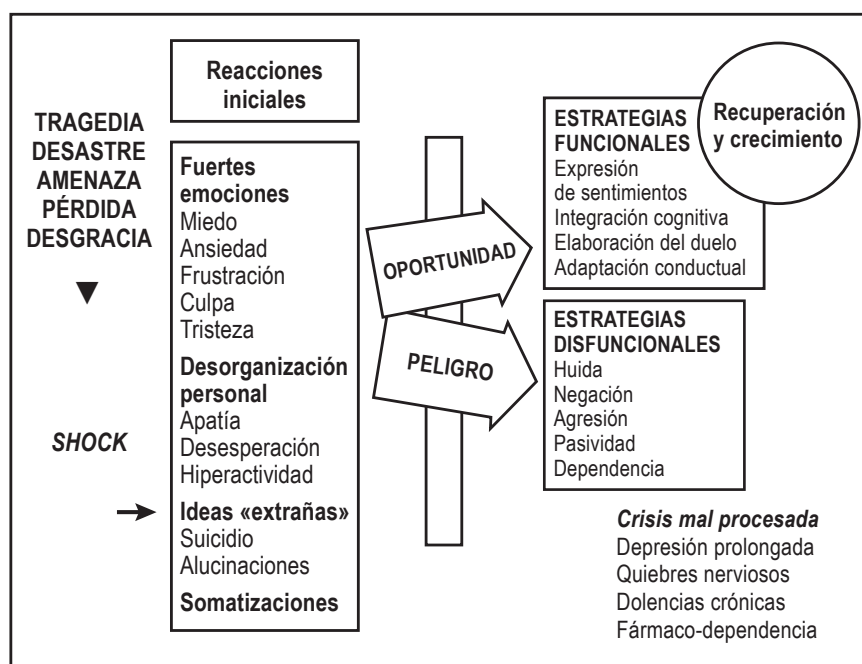 TRAGEDIA
DESASTRE
AMENAZA
PÉRDIDA
DESGRACIA
SHOCK
Reacciones
iniciales
Fuertes
emociones
Miedo
Ansiedad
Frustración
Culpa
Tristeza
Desorganización
personal
Apatía
Desesperación
Hiperactividad
Ideas «extrañas»
Suicidio
Alucinaciones
Somatizaciones
OPORTUNIDAD
PELIGRO
ESTRATEGIAS
FUNCIONALES
Expresión
de sentimientos
Integración cognitiva
Elaboración del duelo
Adaptación conductual
Recuperación
y crecimiento
ESTRATEGIAS
DISFUNCIONALES
Huida
Negación
Agresión
Pasividad
Dependencia
Crisis mal procesada
Depresión prolongada
Quiebres nerviosos
Dolencias crónicas
Fármaco-dependencia